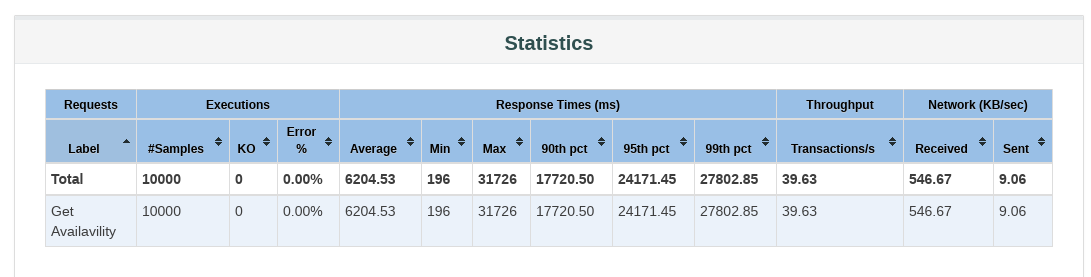 Statistics
Requests Executions Response Times (ms) Throughput Network (KB/sec)
Label #Samples KO Error % Average Min Max 90th pct 95th pct 99th pct Transactions/s Received Sent
Total 10000 0 0.00% 6204.53 196 31726 17720.50 24171.45 27802.85 39.63 546.67 9.06
Get Availavility 10000 0 0.00% 6204.53 196 31726 17720.50 24171.45 27802.85 39.63 546.67 9.06